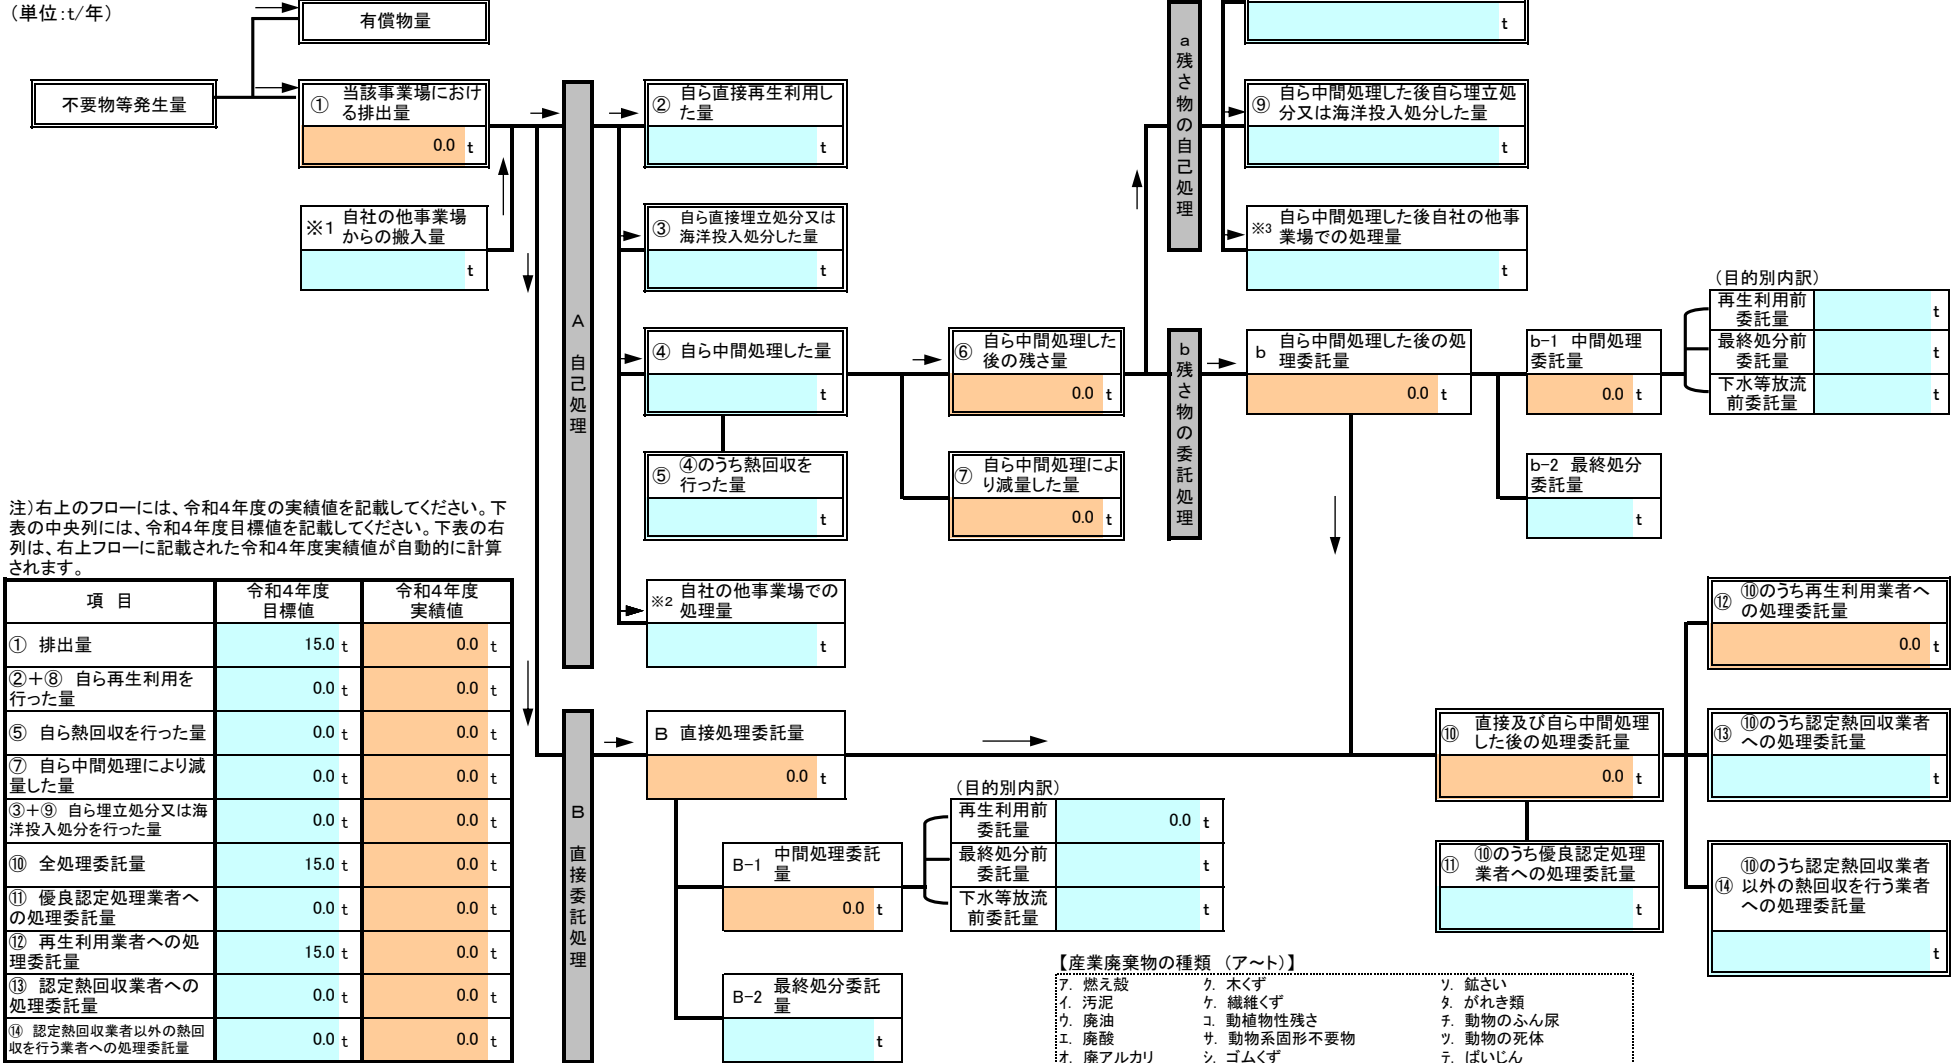 (単位:t/年)
有償物量
不要物等発生量
① 当該事業場におけ
る排出量
0.0 t
※1 自社の他事業場
からの搬入量
t
A 自己処理
② 自ら直接再生利用し
た量
t
③ 自ら直接埋立処分又は
海洋投入処分した量
t
④ 自ら中間処理した量
t
⑤ ④のうち熱回収を
行った量
t
※2 自社の他事業場での
処理量
t
⑥ 自ら中間処理した
後の残さ量
0.0 t
⑦ 自ら中間処理によ
り減量した量
0.0 t
a 残さ物の自己処理
t
⑨ 自ら中間処理した後自ら埋立処
分又は海洋投入処分した量
t
※3 自ら中間処理した後自社の他事
業場での処理量
t
b 残さ物の委託処理
b 自ら中間処理した後の処
理委託量
0.0 t
b-1 中間処理
委託量
0.0 t
b-2 最終処分
委託量
t
(目的別内訳)
再生利用前
委託量
t
最終処分前
委託量
t
下水等放流
前委託量
t
注)右上のフローには、令和4年度の実績値を記載してください。下
表の中央列には、令和4年度目標値を記載してください。下表の右
列は、右上フローに記載された令和4年度実績値が自動的に計算
されます。
項 目
令和4年度
目標値
令和4年度
実績値
① 排出量 15.0 t 0.0 t
②+⑧ 自ら再生利用を
行った量 0.0 t 0.0 t
⑤ 自ら熱回収を行った量 0.0 t 0.0 t
⑦ 自ら中間処理により減
量した量 0.0 t 0.0 t
③+⑨ 自ら埋立処分又は海
洋投入処分を行った量 0.0 t 0.0 t
⑩ 全処理委託量 15.0 t 0.0 t
⑪ 優良認定処理業者へ
の処理委託量 0.0 t 0.0 t
⑫ 再生利用業者への処
理委託量 15.0 t 0.0 t
⑬ 認定熱回収業者への
処理委託量 0.0 t 0.0 t
⑭ 認定熱回収業者以外の熱回
収を行う業者への処理委託量 0.0 t 0.0 t
B 直接委託処理
B 直接処理委託量
0.0 t
B-1 中間処理委託
量
0.0 t
B-2 最終処分委託
量
t
(目的別内訳)
再生利用前
委託量
0.0 t
最終処分前
委託量
t
下水等放流
前委託量
t
⑩ 直接及び自ら中間処理
した後の処理委託量
0.0 t
⑪ ⑩のうち優良認定処理
業者への処理委託量
t
⑫ ⑩のうち再生利用業者へ
の処理委託量
0.0 t
⑬ ⑩のうち認定熱回収業者
への処理委託量
t
⑭ ⑩のうち認定熱回収業者
以外の熱回収を行う業者
への処理委託量
t
【産業廃棄物の種類 (ア~ト)】
ア. 燃え殻 ク. 木くず ソ. 鉱さい
イ. 汚泥 ケ. 繊維くず タ. がれき類
ウ. 廃油 コ. 動植物性残さ チ. 動物のふん尿
エ. 廃酸 サ. 動物系固形不要物 ツ. 動物の死体
オ. 廃アルカリ シ. ゴムくず テ. ばいじん